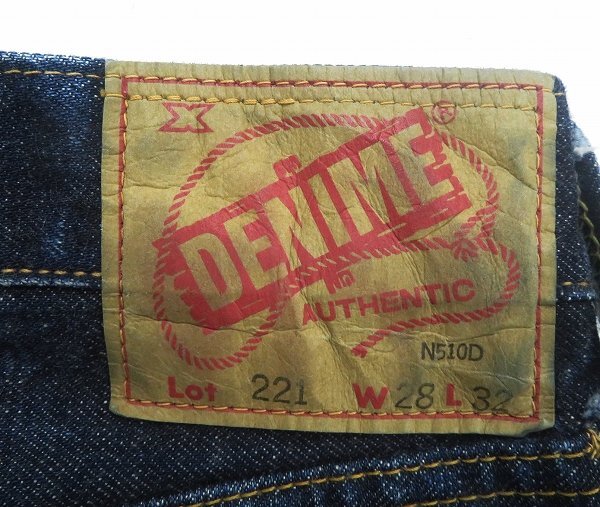 DENIME®
AUTHENTIC
N510D
Lot 221 W 28 L 32